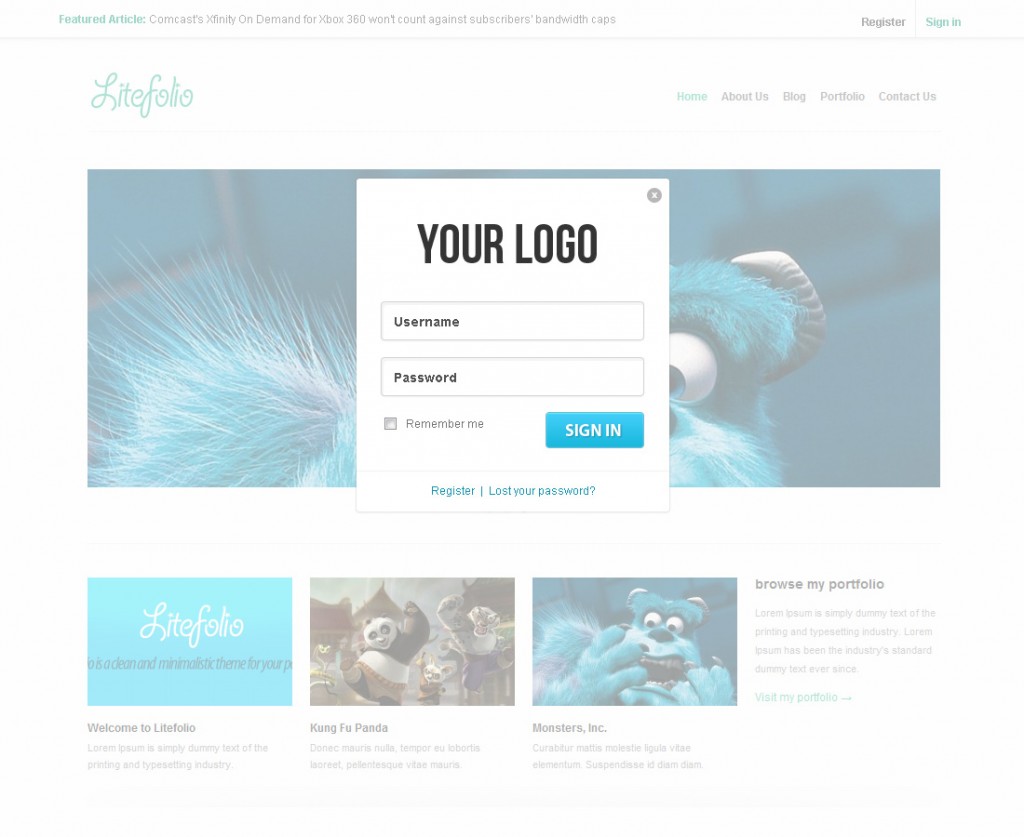 Featured Article: Comcast's Xfinity On Demand for Xbox 360 won't count against subscribers' bandwidth caps
Register
Sign in
Litefolio
Home About Us Blog Portfolio Contact Us
YOUR LOGO
Username
Password
Remember me
SIGN IN
Register | Lost your password?
Litefolio
io is a clean and minimalistic theme for your po
Welcome to Litefolio
Lorem Ipsum is simply dummy text of the
printing and typesetting industry.
Kung Fu Panda
Donec mauris nulla, tempor eu lobortis
laoreet, pellentesque vitae mauris.
Monsters, Inc.
Curabitur mattis molestie ligula vitae
elementum. Suspendisse id diam diam.
browse my portfolio
Lorem Ipsum is simply dummy text of the
printing and typesetting industry. Lorem
Ipsum has been the industry's standard
dummy text ever since.
Visit my portfolio →